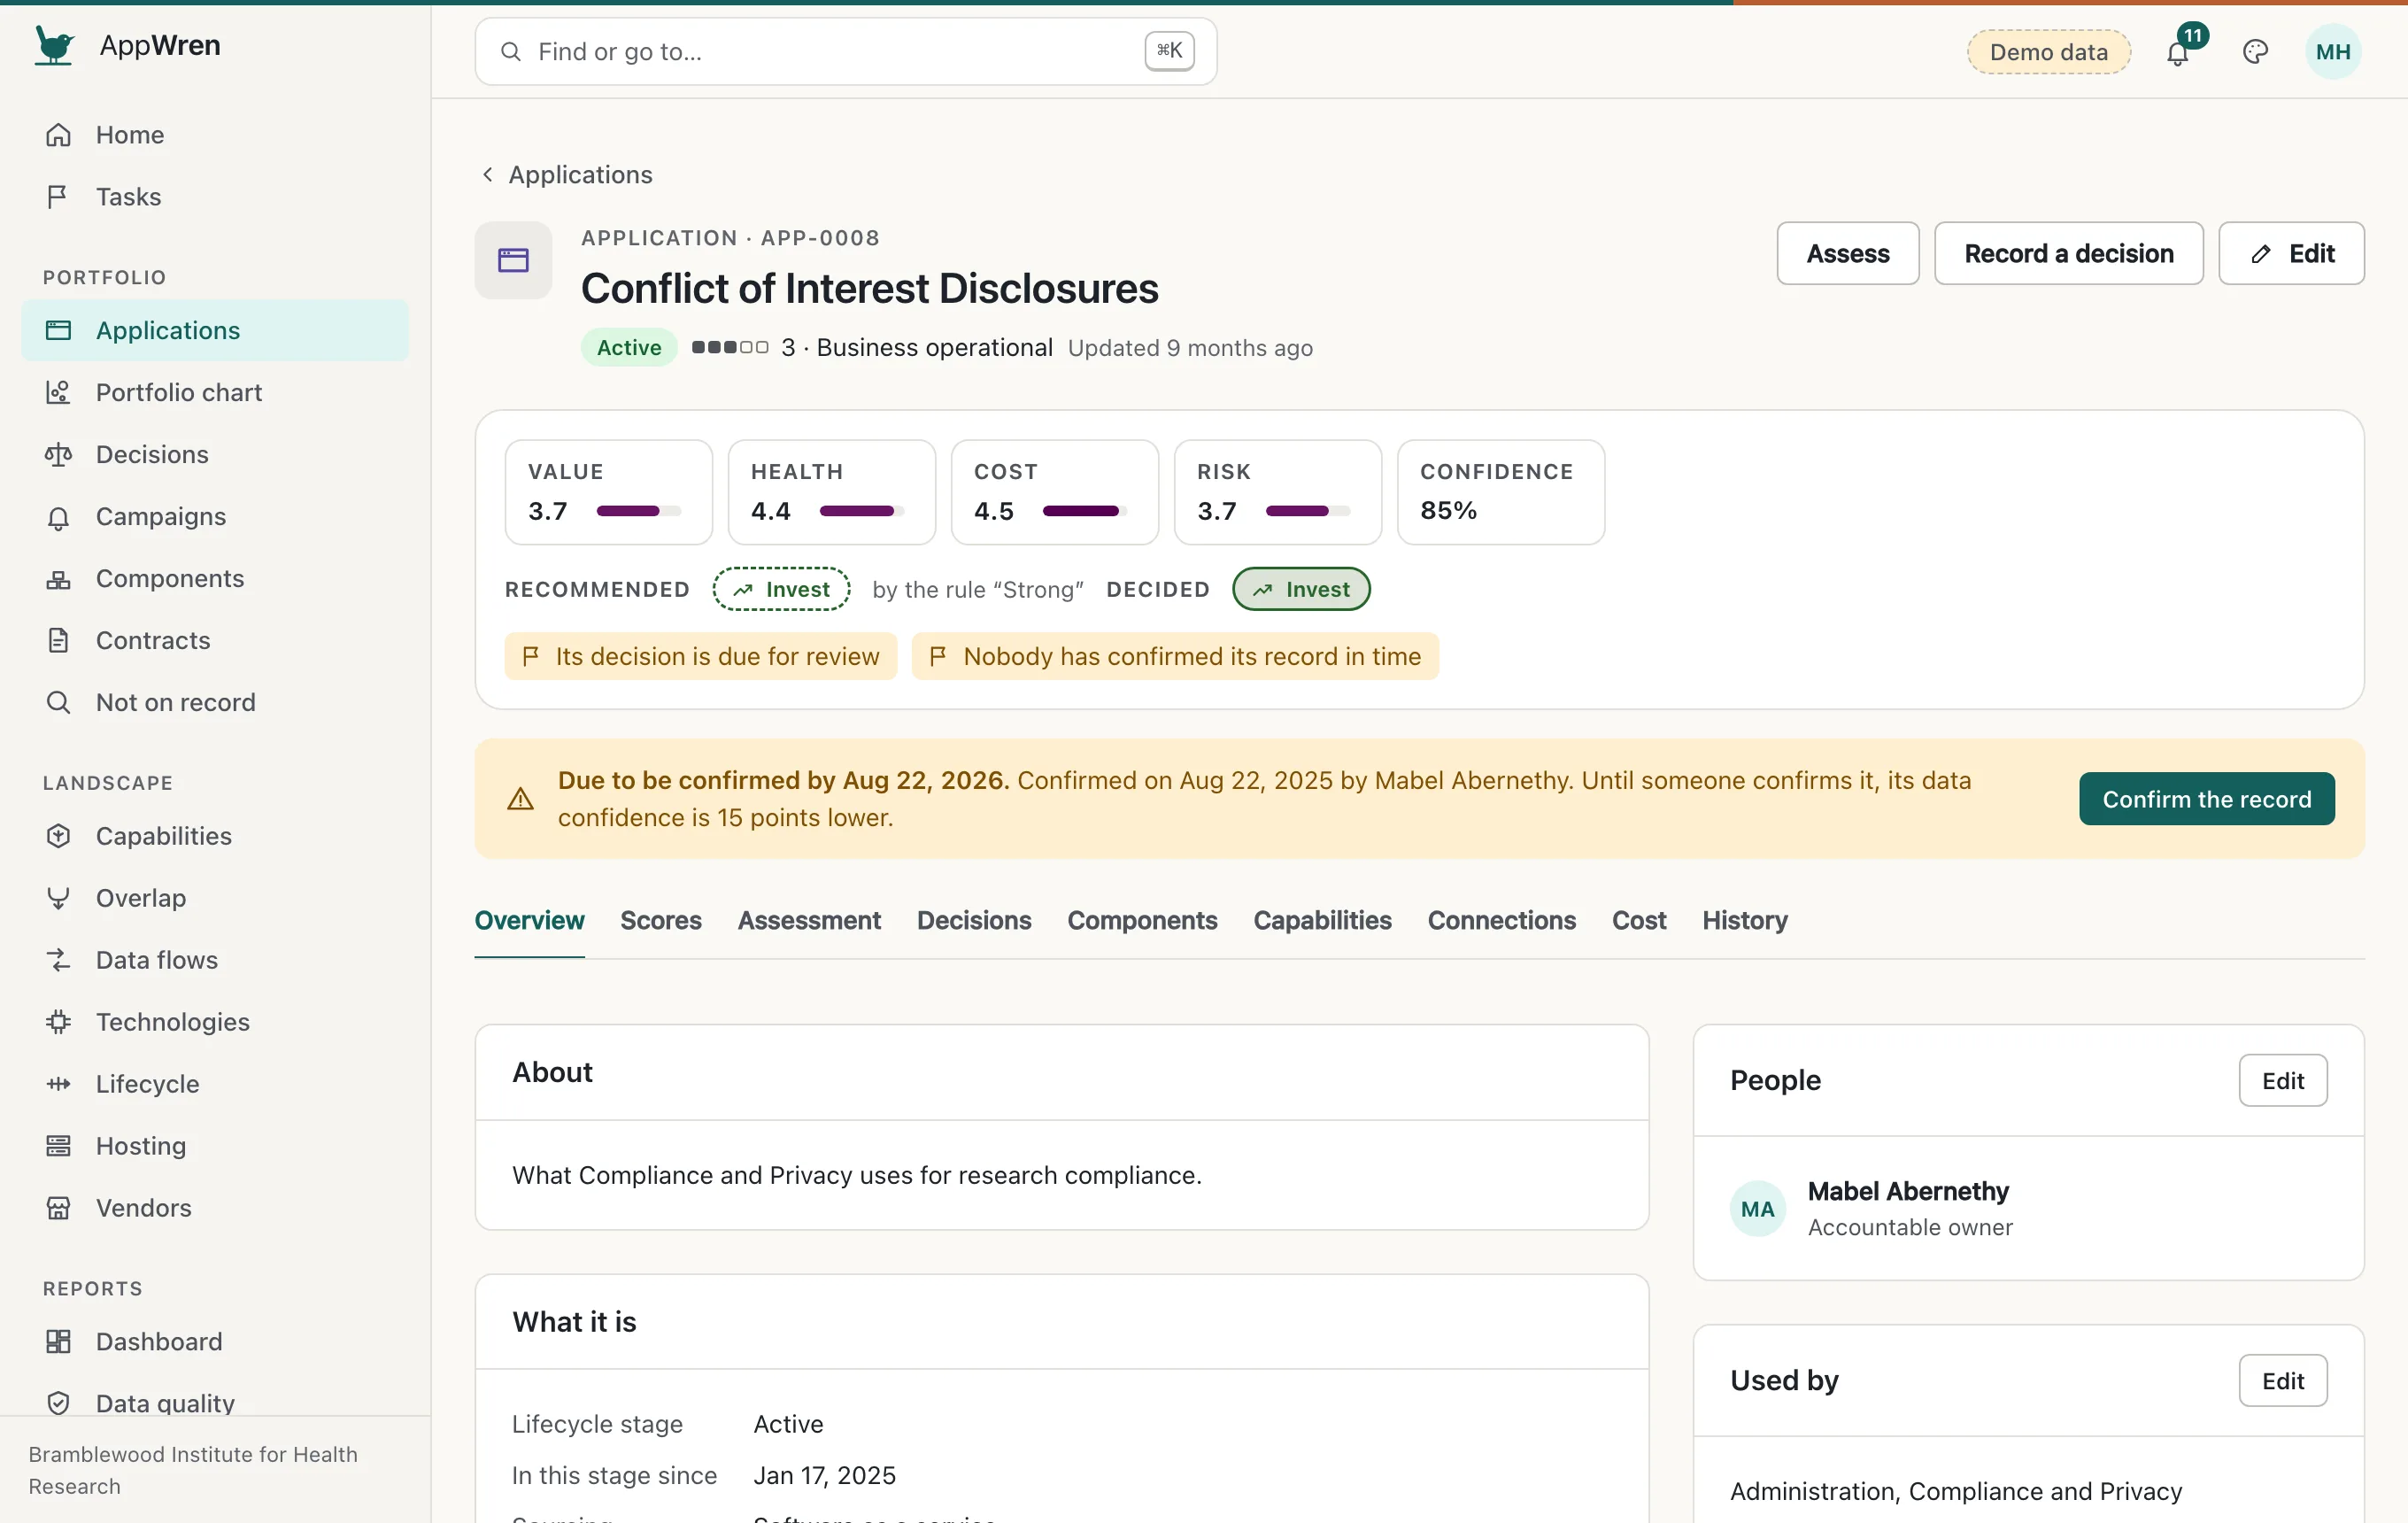 AppWren
Find or go to...
⌘K
Demo data
11
MH
Home
Tasks
PORTFOLIO
Applications
Portfolio chart
Decisions
Campaigns
Components
Contracts
Not on record
LANDSCAPE
Capabilities
Overlap
Data flows
Technologies
Lifecycle
Hosting
Vendors
REPORTS
Dashboard
Data quality
Bramblewood Institute for Health
Research
Applications
APPLICATION · APP-0008
Conflict of Interest Disclosures
Active 3 · Business operational Updated 9 months ago
Assess
Record a decision
Edit
VALUE
3.7
HEALTH
4.4
COST
4.5
RISK
3.7
CONFIDENCE
85%
RECOMMENDED Invest by the rule “Strong” DECIDED Invest
Its decision is due for review
Nobody has confirmed its record in time
Due to be confirmed by Aug 22, 2026. Confirmed on Aug 22, 2025 by Mabel Abernethy. Until someone confirms it, its data
confidence is 15 points lower.
Confirm the record
Overview Scores Assessment Decisions Components Capabilities Connections Cost History
About
What Compliance and Privacy uses for research compliance.
What it is
Lifecycle stage Active
In this stage since Jan 17, 2025
Sourcing Software as a service
People
Edit
MA
Mabel Abernethy
Accountable owner
Used by
Edit
Administration, Compliance and Privacy